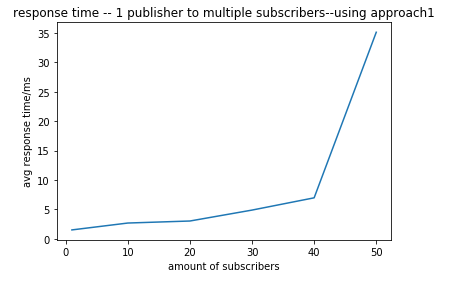 response time -- 1 publisher to multiple subscribers--using approach1
35
30
25
20
15
10
5
0
avg response time/ms
0 10 20 30 40 50
amount of subscribers